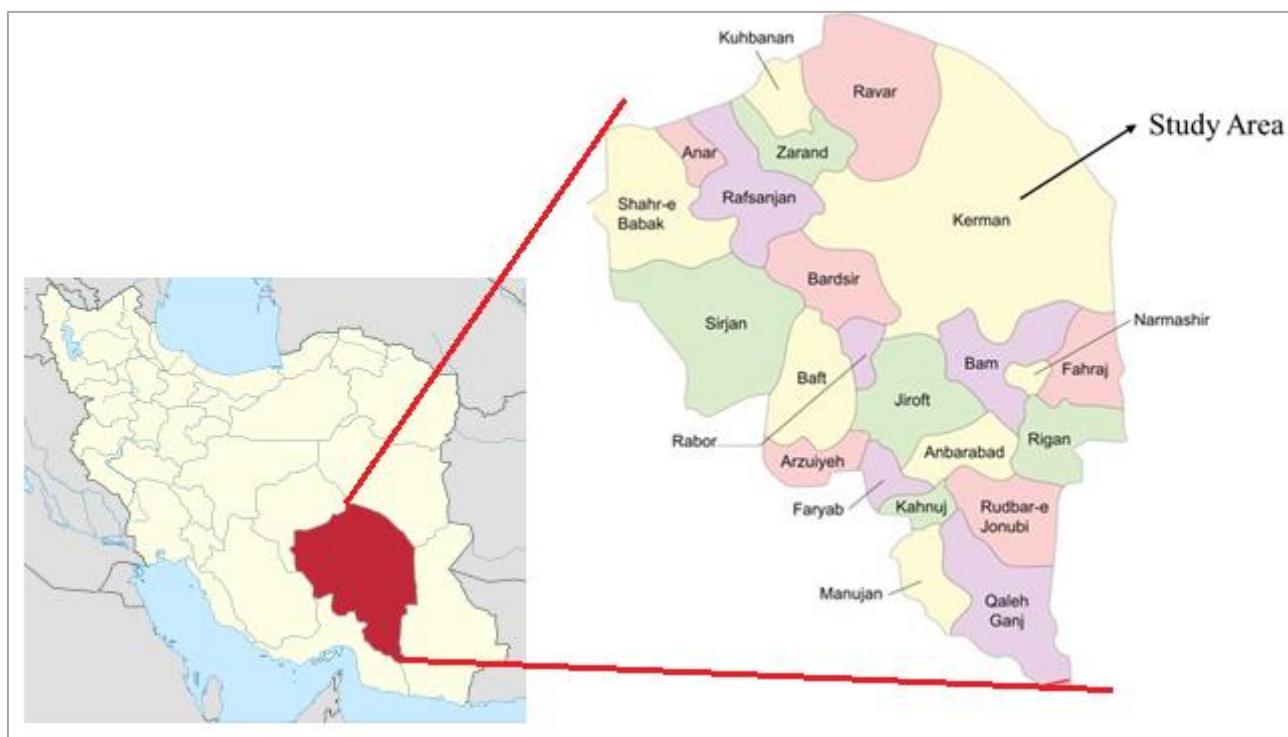 Kuhbanan
Ravar
Study Area
Anar
Zarand
Rafsanjan
Shahr-e
Babak
Kerman
Bardsir
Sirjan
Narmashir
Bam
Fahraj
Baft
Jiroft
Rabor
Rigan
Anbarabad
Arzuiyeh
Faryab
Kahnuj
Rudbar-e
Jonubi
Manujan
Qaleh
Ganj